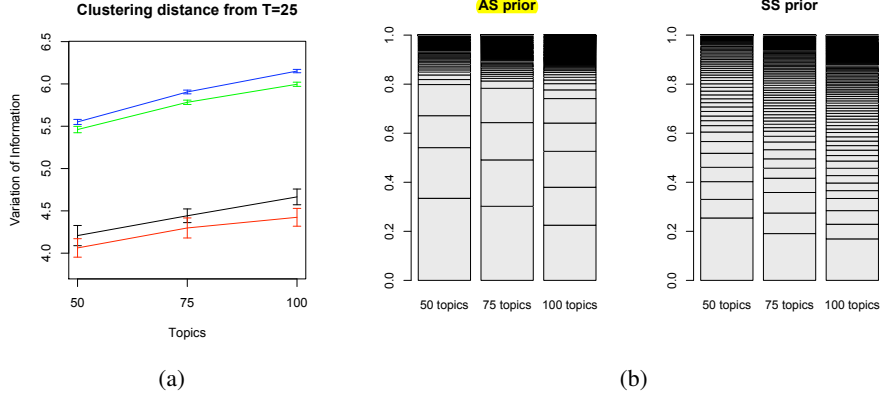 Clustering distance from T=25
Variation of Information
6.5
6.0
5.5
5.0
4.5
4.0
50
75
100
Topics
(a)
AS prior
1.0
0.8
0.6
0.4
0.2
0.0
50 topics
75 topics
100 topics
SS prior
1.0
0.8
0.6
0.4
0.2
0.0
50 topics
75 topics
100 topics
(b)